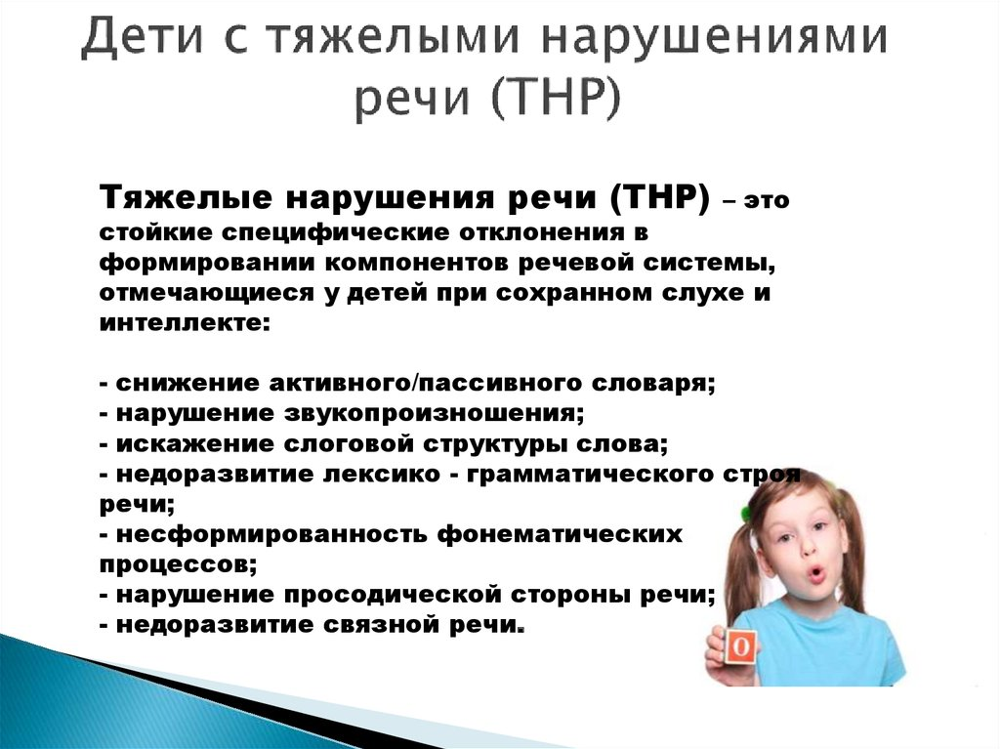 Дети с тяжелыми нарушениями
речи (ТНР)
Тяжелые нарушения речи (ТНР) – это
стойкие специфические отклонения в
формировании компонентов речевой системы,
отмечающиеся у детей при сохранном слухе и
интеллекте:
- снижение активного/пассивного словаря;
- нарушение звукопроизношения;
- искажение слоговой структуры слова;
- недоразвитие лексико - грамматического строя
речи;
- несформированность фонематических
процессов;
- нарушение просодической стороны речи;
- недоразвитие связной речи.
О